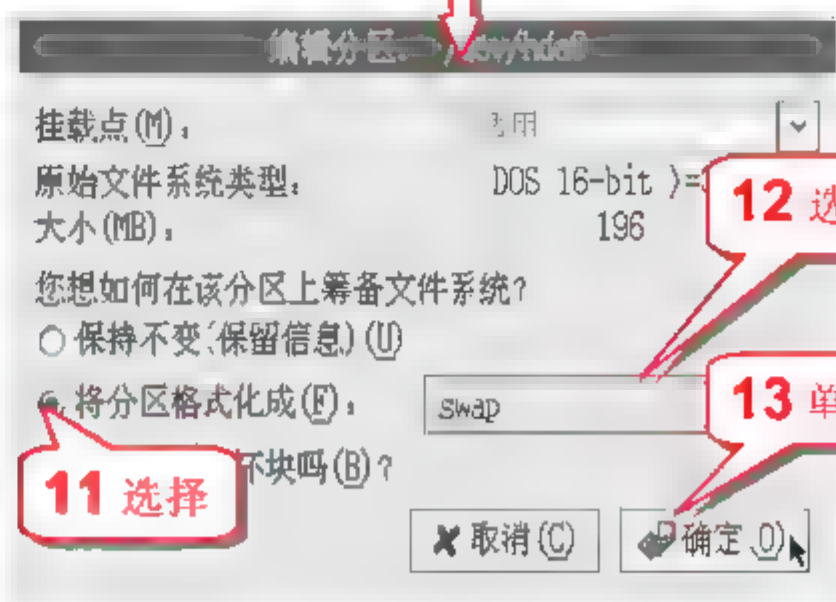 编辑分区:
挂载点(M):
原始文件系统类型: DOS 16-bit >=
大小(MB): 196
您想如何在该分区上筹备文件系统?
保持不变(保留信息)(U)
将分区格式化成(F): swap
坏块吗(B)?
取消(C) 确定
11 选择
12 选
13 单